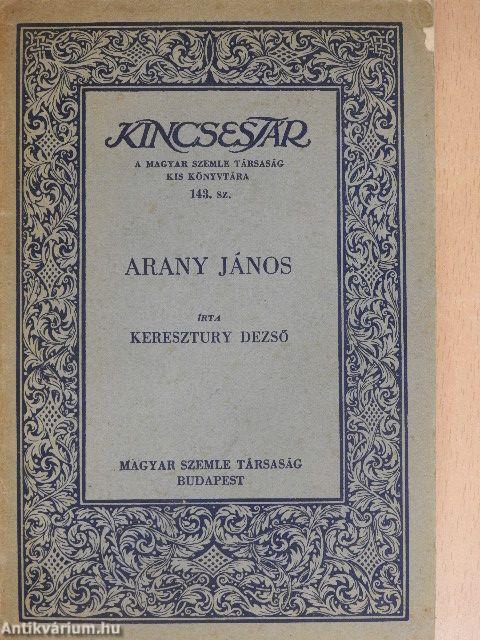 KINCSESTÁR
A MAGYAR SZEMLE TÁRSASÁG
KIS KÖNYVTÁRA
143. SZ.
ARANY JÁNOS
ÍRTA
KERESZTURY DEZSŐ
MAGYAR SZEMLE TÁRSASÁG
BUDAPEST
Antikvárium.hu